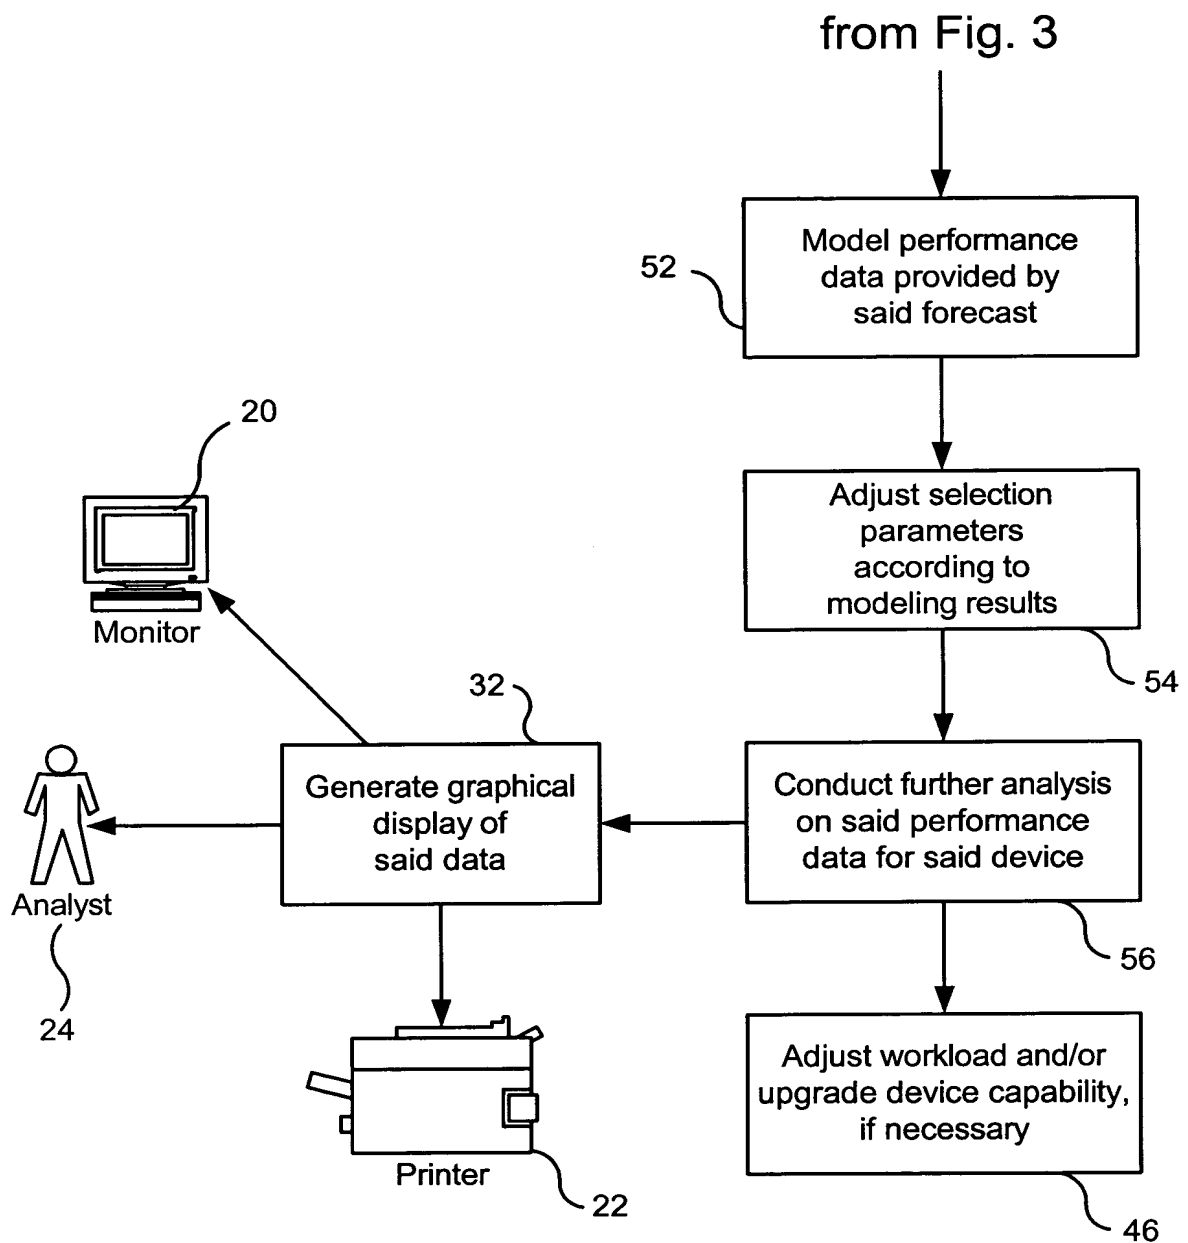 from Fig. 3
Model performance
data provided by
said forecast
52
20
Adjust selection
parameters
according to
modeling results
54
Monitor
32
Generate graphical
display of
said data
Conduct further analysis
on said performance
data for said device
56
Analyst
24
Adjust workload and/or
upgrade device capability,
if necessary
46
Printer
22